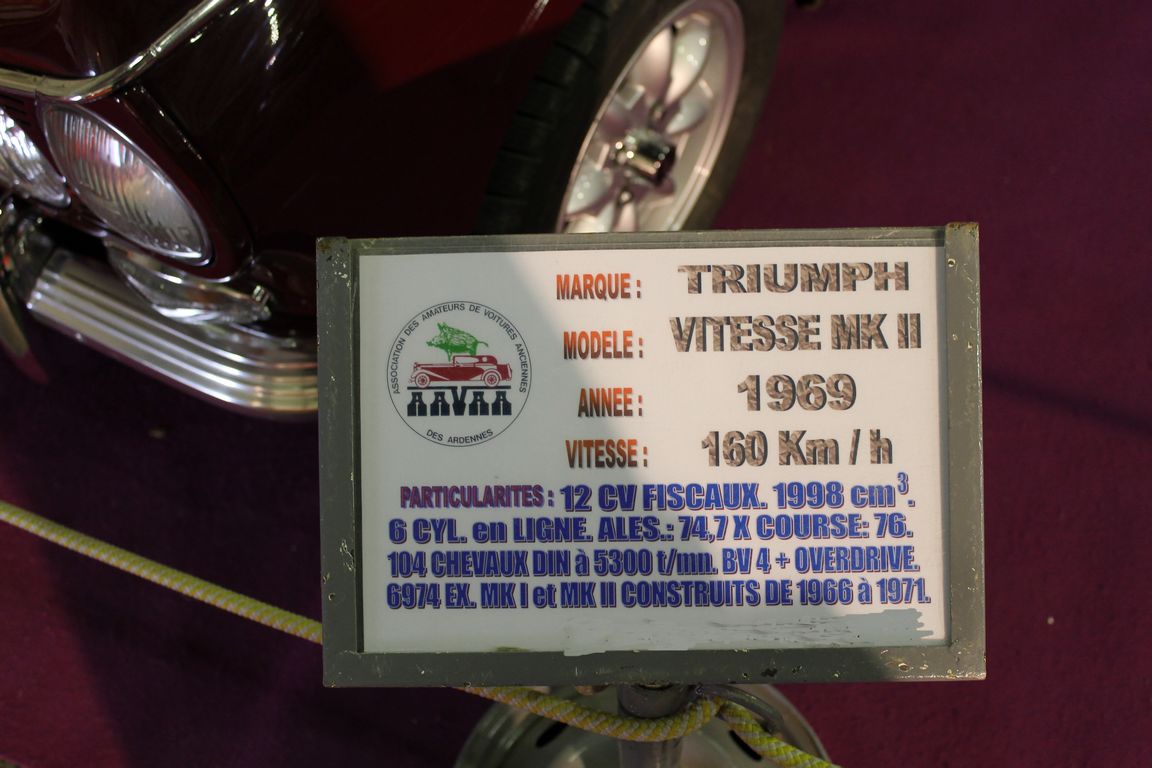 MARQUE : TRIUMPH
MODELE : VITESSE MK II
ANNEE : 1969
VITESSE : 160 Km / h
ASSOCIATION DES AMATEURS DE VOITURES ANCIENNES
AAVAA
DES ARDENNES
PARTICULARITES : 12 CV FISCAUX. 1998 cm³.
6 CYL. en LIGNE. ALES.: 74,7 X COURSE: 76.
104 CHEVAUX DIN à 5300 t/mn. BV 4 + OVERDRIVE.
6974 EX. MK I et MK II CONSTRUITS DE 1966 à 1971.